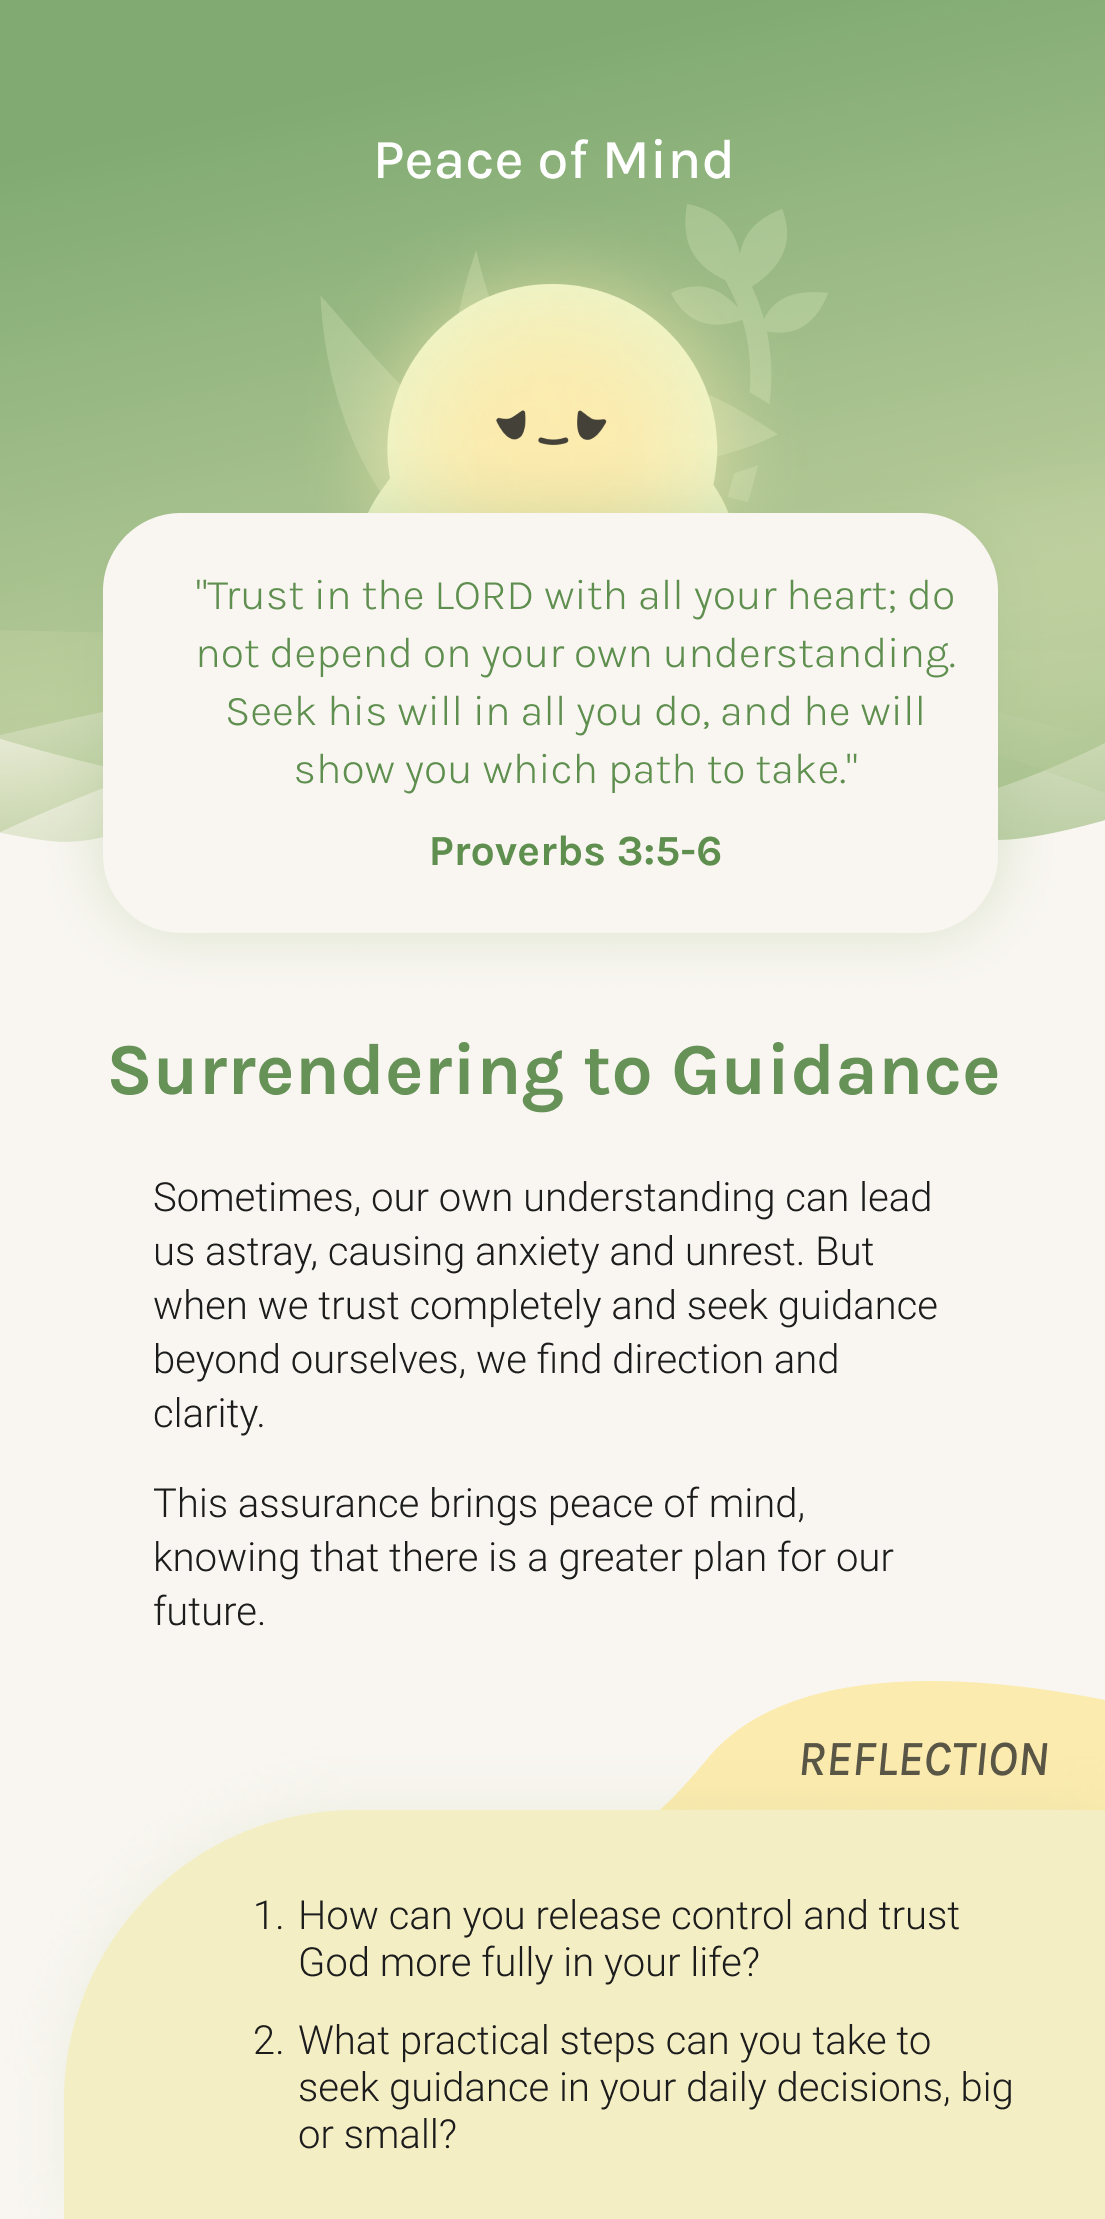 Peace of Mind
"Trust in the LORD with all your heart; do
not depend on your own understanding.
Seek his will in all you do, and he will
show you which path to take."
Proverbs 3:5-6
Surrendering to Guidance
Sometimes, our own understanding can lead
us astray, causing anxiety and unrest. But
when we trust completely and seek guidance
beyond ourselves, we find direction and
clarity.
This assurance brings peace of mind,
knowing that there is a greater plan for our
future.
REFLECTION
1. How can you release control and trust
God more fully in your life?
2. What practical steps can you take to
seek guidance in your daily decisions, big
or small?